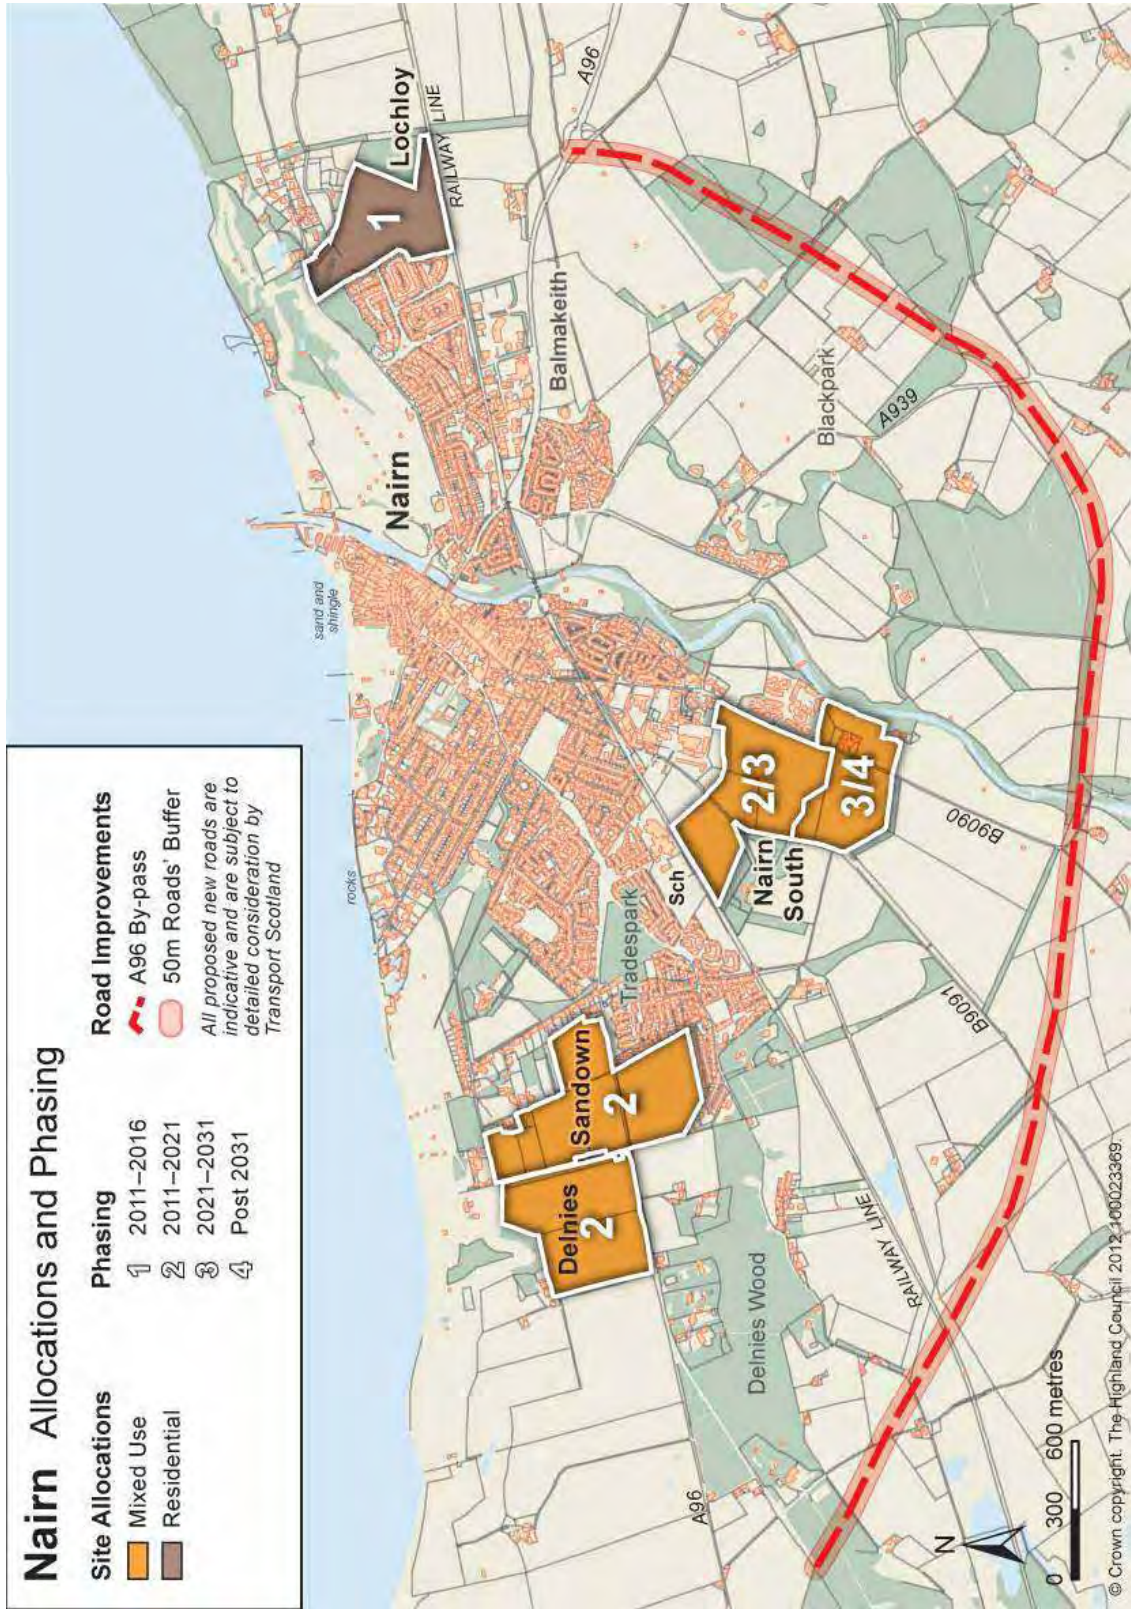 Nairn Allocations and Phasing
Site Allocations
Mixed Use
Residential
Phasing
1 2011–2016
2 2011–2021
3 2021–2031
4 Post 2031
Road Improvements
A96 By-pass
50m Roads' Buffer
All proposed new roads are
indicative and are subject to
detailed consideration by
Transport Scotland
rocks
sand and
shingle
Nairn
1
Lochloy
RAILWAY LINE
A96
Balmakeith
Delnies
2
Sandown
2
Tradespark
Sch
Nairn
South
2/3
3/4
Blackpark
A939
B9090
B9091
A96
Delnies Wood
RAILWAY LINE
N
0 300 600 metres
© Crown copyright. The Highland Council 2012 100023369.